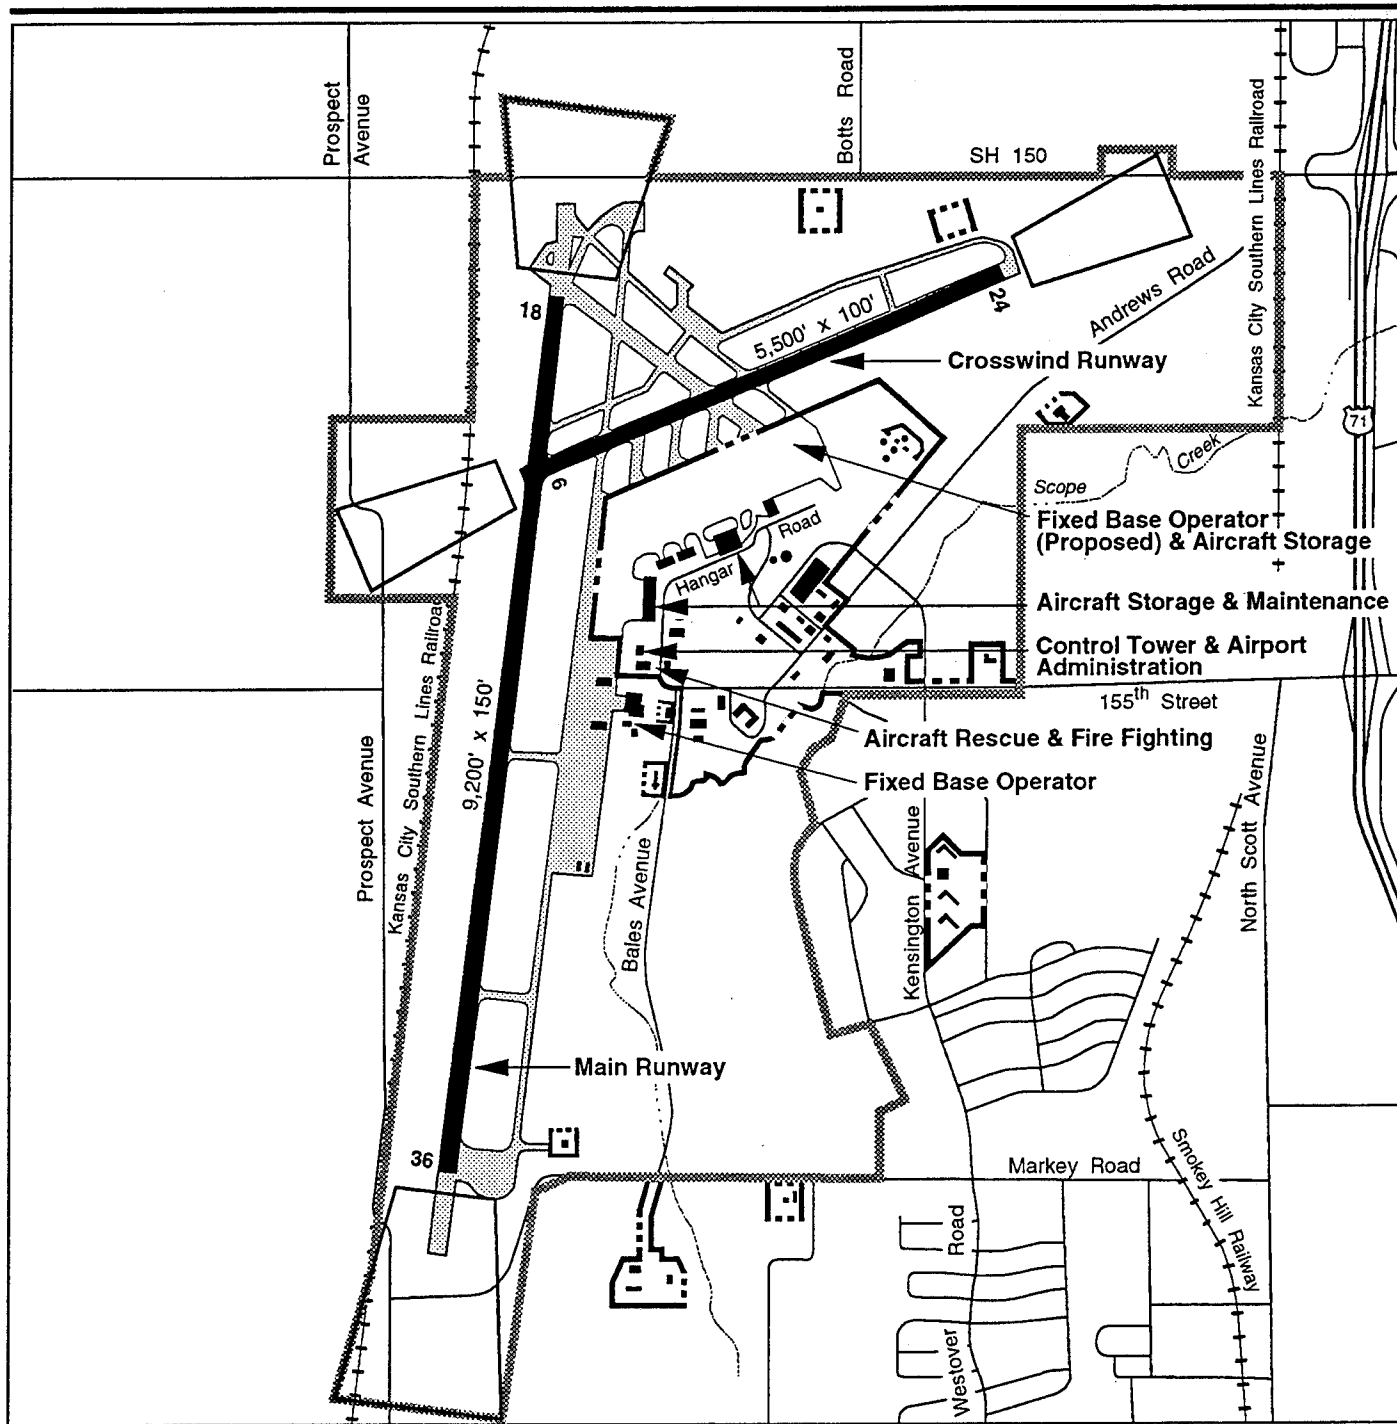 Prospect
Avenue
Botts Road
SH 150
Kansas City Southern Lines Railroad
18
24
5,500' x 100'
Andrews Road
Crosswind Runway
71
6
Creek
Scope
Fixed Base Operator
(Proposed) & Aircraft Storage
Hangar Road
Aircraft Storage & Maintenance
Control Tower & Airport
Administration
155th Street
Aircraft Rescue & Fire Fighting
Fixed Base Operator
9,200' x 150'
Prospect Avenue
Kansas City Southern Lines Railroad
Bales Avenue
Kensington Avenue
North Scott Avenue
Main Runway
36
Markey Road
Smokey Hill Railway
Westover Road